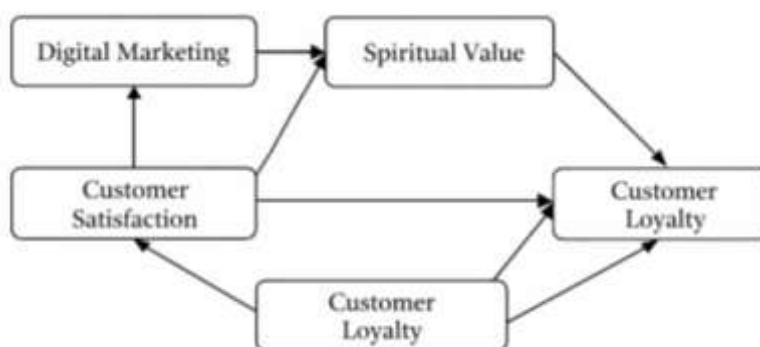 Digital Marketing
Spiritual Value
Customer
Satisfaction
Customer
Loyalty
Customer
Loyalty